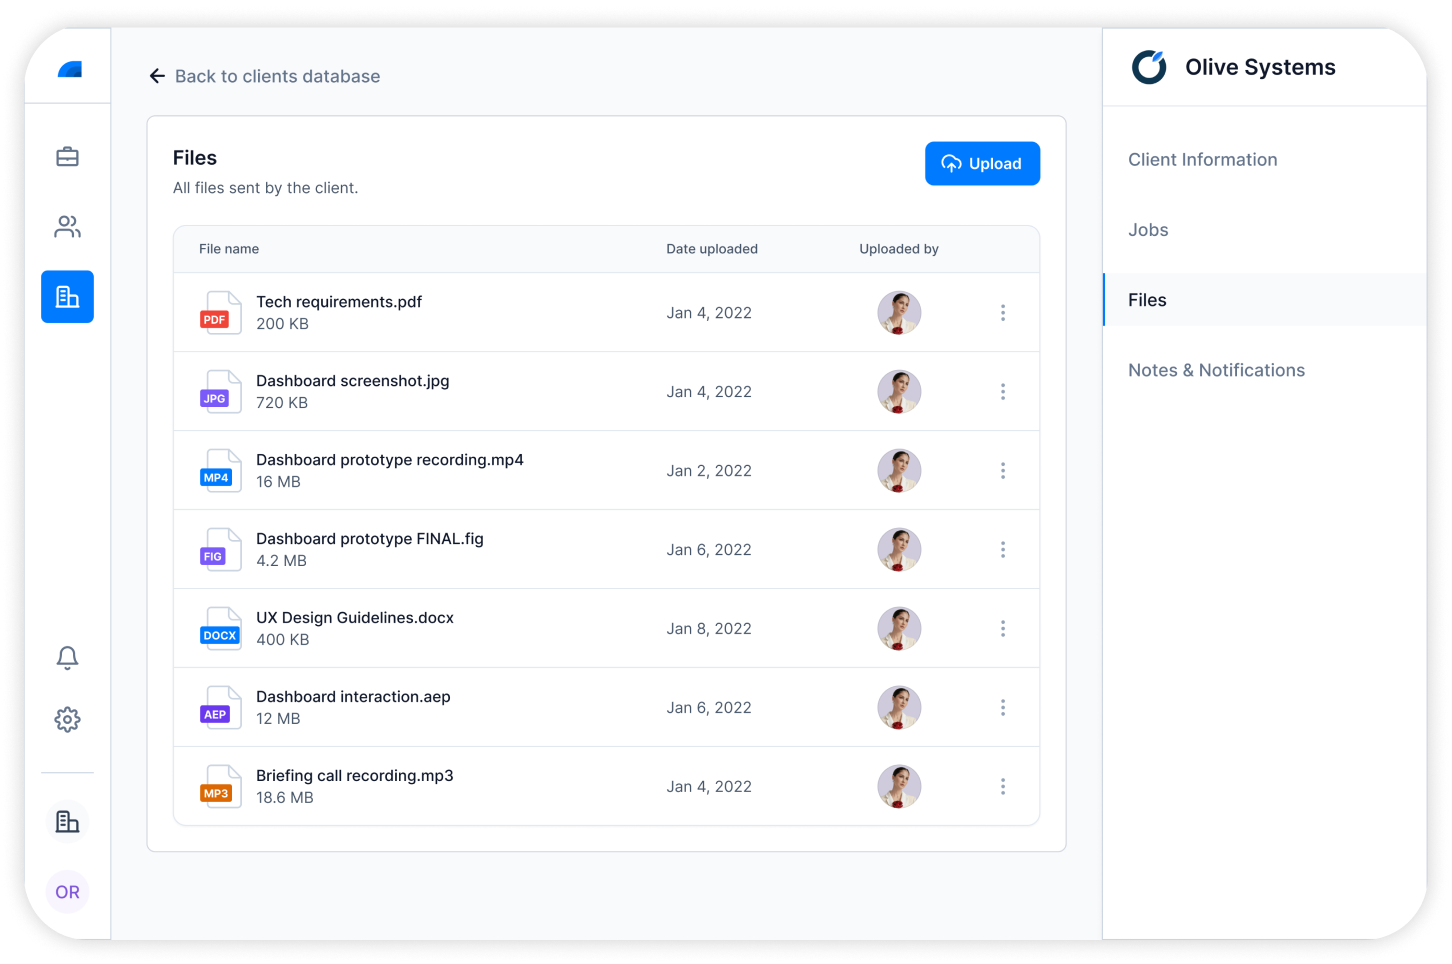 Back to clients database
Olive Systems
Files
All files sent by the client.
Upload
File name
Date uploaded
Uploaded by
PDF
Tech requirements.pdf
200 KB
Jan 4, 2022
JPG
Dashboard screenshot.jpg
720 KB
Jan 4, 2022
MP4
Dashboard prototype recording.mp4
16 MB
Jan 2, 2022
FIG
Dashboard prototype FINAL.fig
4.2 MB
Jan 6, 2022
DOCX
UX Design Guidelines.docx
400 KB
Jan 8, 2022
AEP
Dashboard interaction.aep
12 MB
Jan 6, 2022
MP3
Briefing call recording.mp3
18.6 MB
Jan 4, 2022
Client Information
Jobs
Files
Notes & Notifications
OR